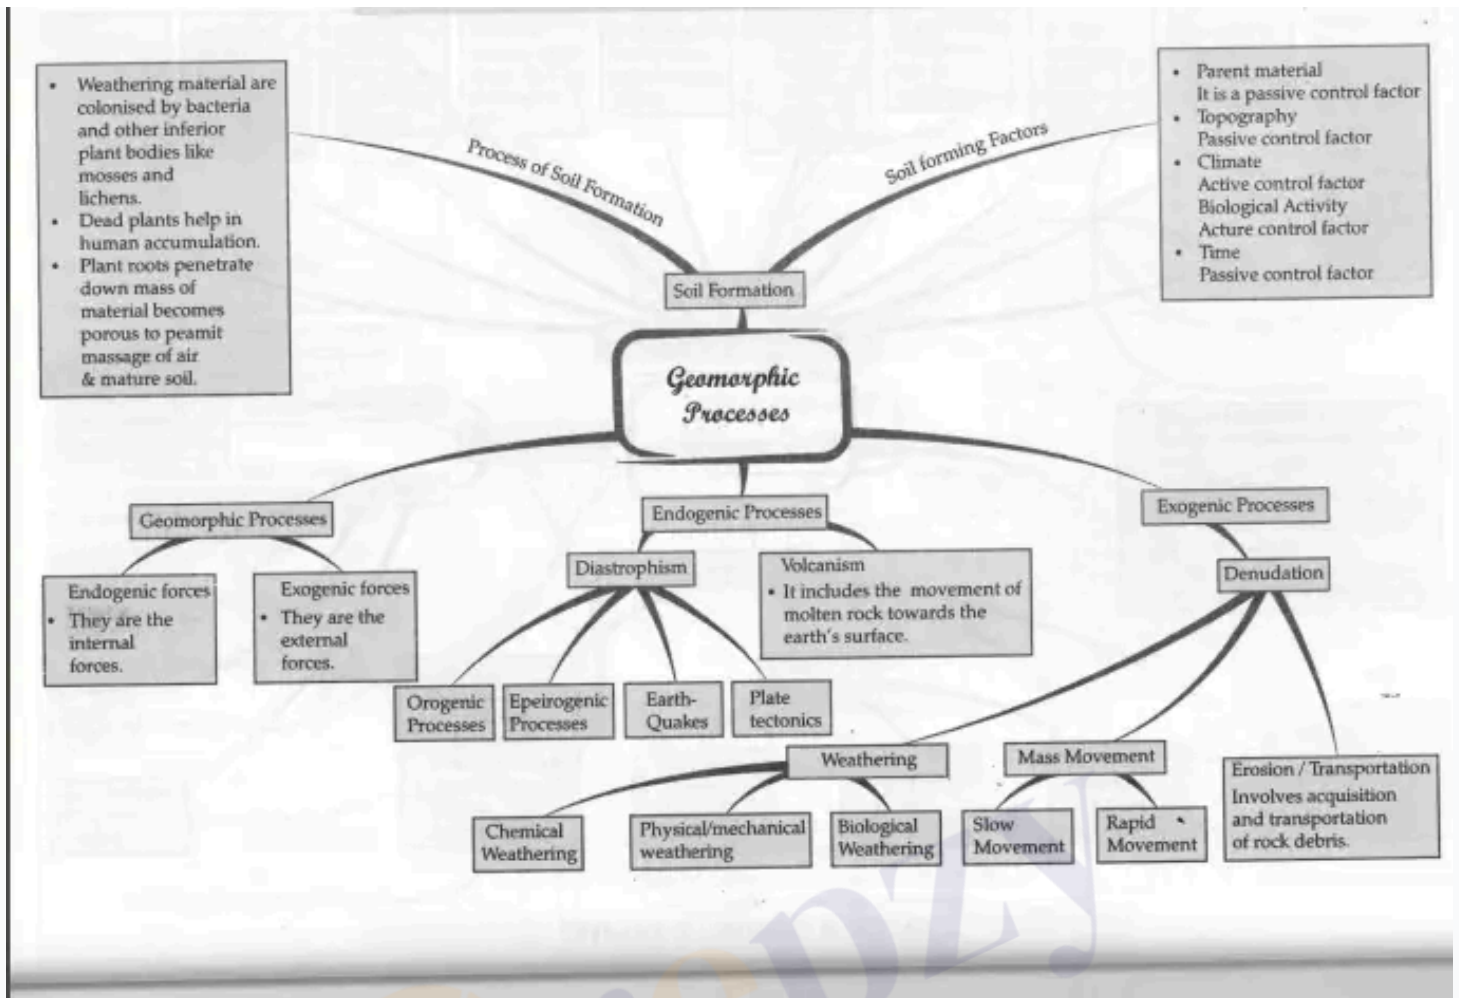 • Weathering material are
colonised by bacteria
and other inferior
plant bodies like
mosses and
lichens.
• Dead plants help in
human accumulation.
• Plant roots penetrate
down mass of
material becomes
porous to peamit
massage of air
& mature soil.
Process of Soil Formation
Soil forming Factors
• Parent material
It is a passive control factor
• Topography
Passive control factor
• Climate
Active control factor
Biological Activity
Acture control factor
• Time
Passive control factor
Soil Formation
Geomorphic
Processes
Geomorphic Processes
Endogenic forces
• They are the
internal
forces.
Exogenic forces
• They are the
external
forces.
Endogenic Processes
Diastrophism
Volcanism
• It includes the movement of
molten rock towards the
earth's surface.
Orogenic
Processes
Epeirogenic
Processes
Earth-
Quakes
Plate
tectonics
Exogenic Processes
Denudation
Weathering
Chemical
Weathering
Physical/mechanical
weathering
Biological
Weathering
Mass Movement
Slow
Movement
Rapid
Movement
Erosion / Transportation
Involves acquisition
and transportation
of rock debris.